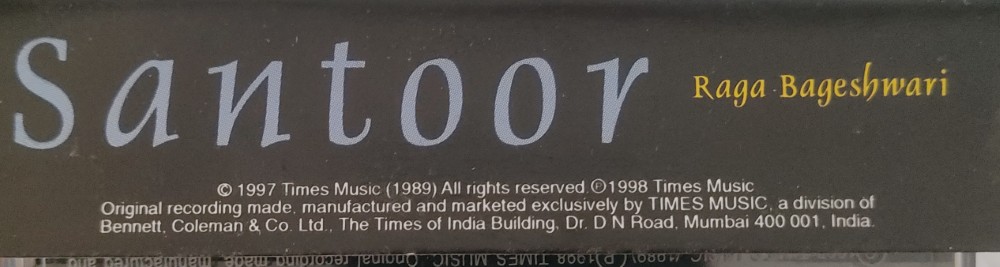 Santoor Raga Bageshwari
© 1997 Times Music (1989) All rights reserved ℗1998 Times Music
Original recording made, manufactured and marketed exclusively by TIMES MUSIC, a division of
Bennett, Coleman & Co. Ltd., The Times of India Building, Dr. D N Road, Mumbai 400 001, India.